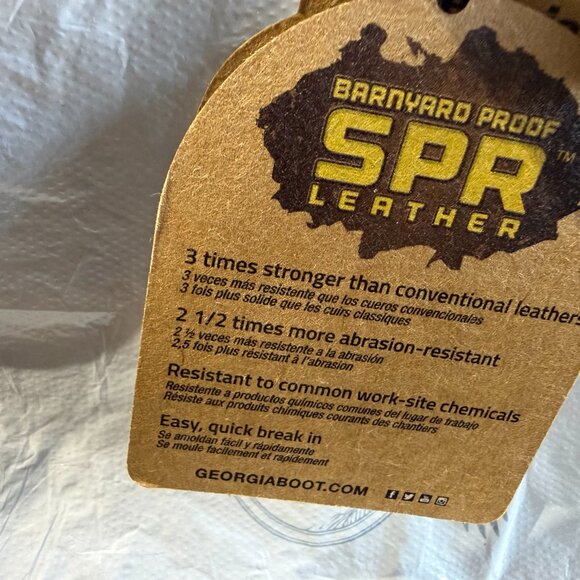 BARNYARD PROOF
SPR™
LEATHER
3 times stronger than conventional leathers
3 veces más resistente que los cueros convencionales
3 fois plus solide que les cuirs classiques
2 1/2 times more abrasion-resistant
2 ½ veces más resistente a la abrasión
2,5 fois plus résistant à l'abrasion
Resistant to common work-site chemicals
Resistente a productos químicos comunes del lugar de trabajo
Résiste aux produits chimiques courants des chantiers
Easy, quick break in
Se amoldan fácil y rápidamente
Se moule facilement et rapidement
GEORGIABOOT.COM